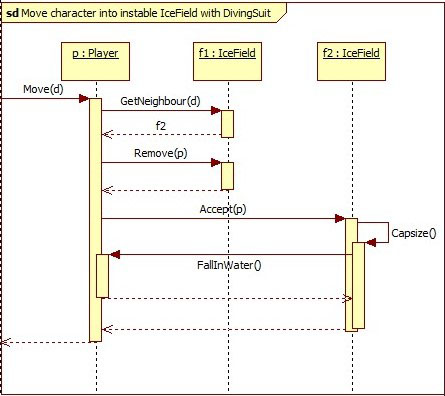 sd Move character into instable IceField with DivingSuit
p : Player
f1 : IceField
f2 : IceField
Move(d)
GetNeighbour(d)
f2
Remove(p)
Accept(p)
Capsize()
FallInWater()